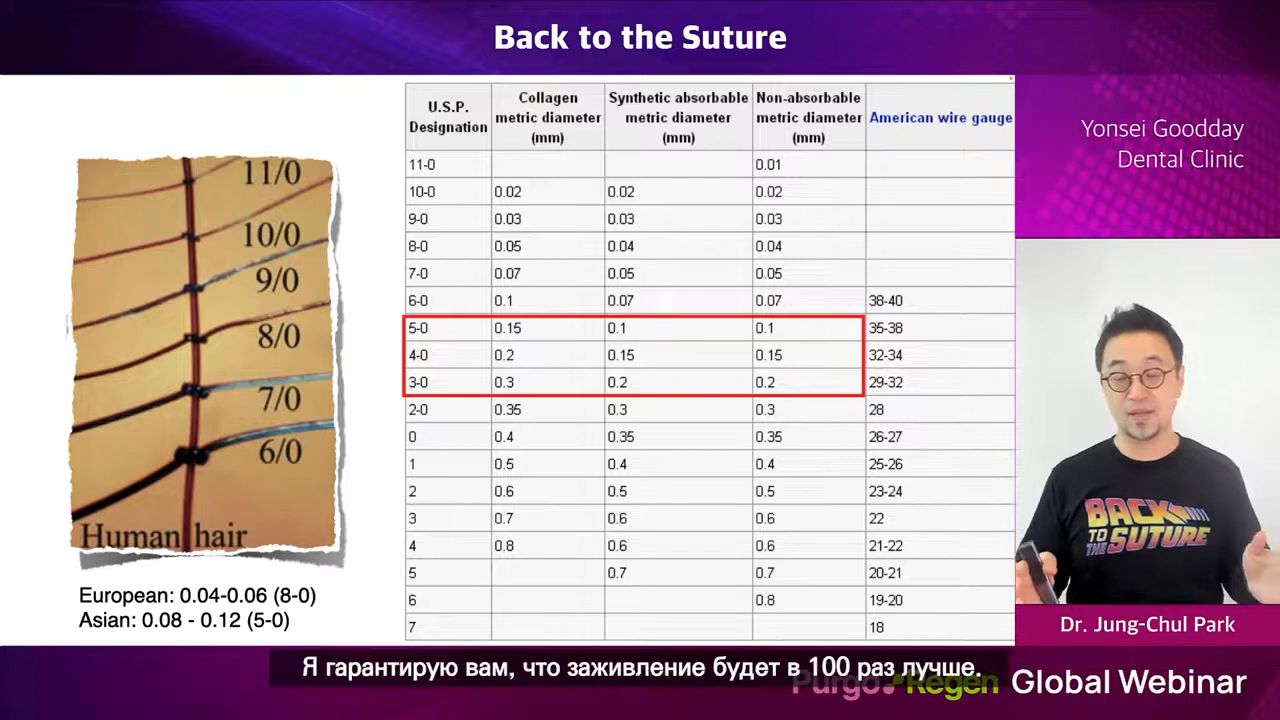 Back to the Suture
11/0
10/0
9/0
8/0
7/0
6/0
Human hair
European: 0.04-0.06 (8-0)
Asian: 0.08 - 0.12 (5-0)
U.S.P. Designation | Collagen metric diameter (mm) | Synthetic absorbable metric diameter (mm) | Non-absorbable metric diameter (mm) | American wire gauge
11-0 0.01
10-0 0.02 0.02 0.02
9-0 0.03 0.03 0.03
8-0 0.05 0.04 0.04
7-0 0.07 0.05 0.05
6-0 0.1 0.07 0.07 38-40
5-0 0.15 0.1 0.1 35-38
4-0 0.2 0.15 0.15 32-34
3-0 0.3 0.2 0.2 29-32
2-0 0.35 0.3 0.3 28
0 0.4 0.35 0.35 26-27
1 0.5 0.4 0.4 25-26
2 0.6 0.5 0.5 23-24
3 0.7 0.6 0.6 22
4 0.8 0.6 0.6 21-22
5 0.7 0.7 20-21
6 0.8 19-20
7 18
Yonsei Goodday
Dental Clinic
BACK
TO
THE SUTURE
Dr. Jung-Chul Park
Я гарантирую вам, что заживление будет в 100 раз лучше.
Purgo Regen Global Webinar